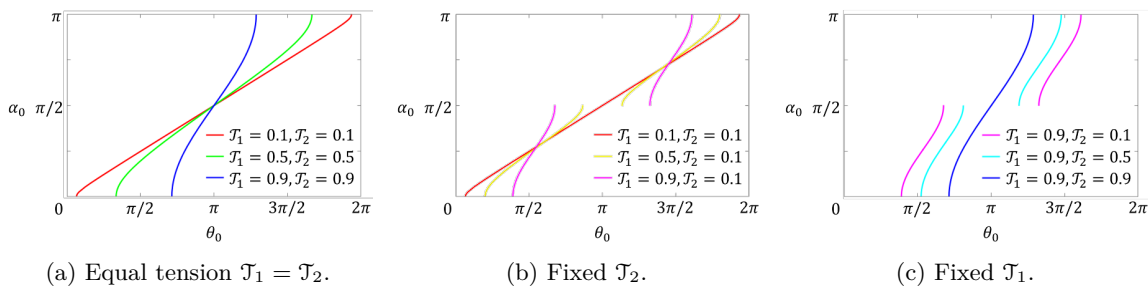 π
α₀ π/2
𝒯₁ = 0.1, 𝒯₂ = 0.1
𝒯₁ = 0.5, 𝒯₂ = 0.5
𝒯₁ = 0.9, 𝒯₂ = 0.9
0 π/2 π 3π/2 2π
θ₀
(a) Equal tension 𝒯₁ = 𝒯₂.
π
α₀ π/2
𝒯₁ = 0.1, 𝒯₂ = 0.1
𝒯₁ = 0.5, 𝒯₂ = 0.1
𝒯₁ = 0.9, 𝒯₂ = 0.1
0 π/2 π 3π/2 2π
θ₀
(b) Fixed 𝒯₂.
π
α₀ π/2
𝒯₁ = 0.9, 𝒯₂ = 0.1
𝒯₁ = 0.9, 𝒯₂ = 0.5
𝒯₁ = 0.9, 𝒯₂ = 0.9
0 π/2 π 3π/2 2π
θ₀
(c) Fixed 𝒯₁.